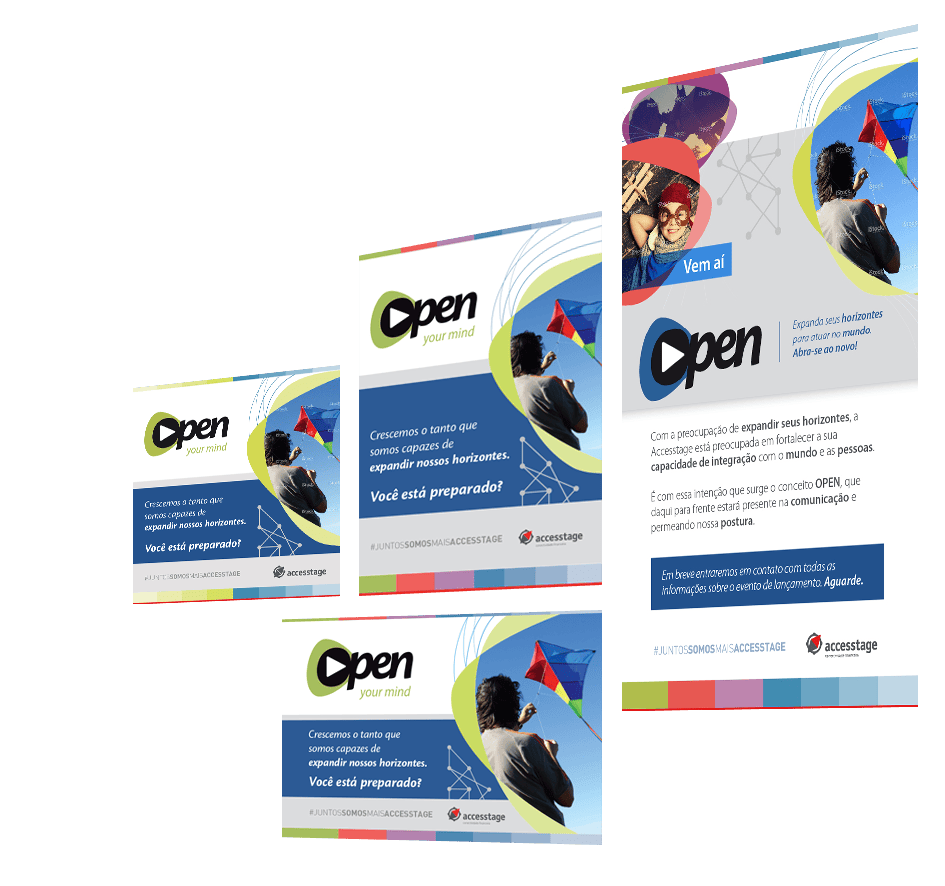 Open
your mind
Crescemos o tanto que
somos capazes de
expandir nossos horizontes.
Você está preparado?
#JUNTOSSOMOSMAISACCESSTAGE
accesstage
Open
your mind
Crescemos o tanto que
somos capazes de
expandir nossos horizontes.
Você está preparado?
#JUNTOSSOMOSMAISACCESSTAGE
accesstage
Open
your mind
Crescemos o tanto que
somos capazes de
expandir nossos horizontes.
Você está preparado?
#JUNTOSSOMOSMAISACCESSTAGE
accesstage
Vem aí
Open
Expanda seus horizontes
para atuar no mundo.
Abra-se ao novo!
Com a preocupação de expandir seus horizontes, a
Accesstage está preocupada em fortalecer a sua
capacidade de integração com o mundo e as pessoas.
É com essa intenção que surge o conceito OPEN, que
daqui para frente estará presente na comunicação e
permeando nossa postura.
Em breve entraremos em contato com todas as
informações sobre o evento de lançamento. Aguarde.
#JUNTOSSOMOSMAISACCESSTAGE
accesstage
iStock